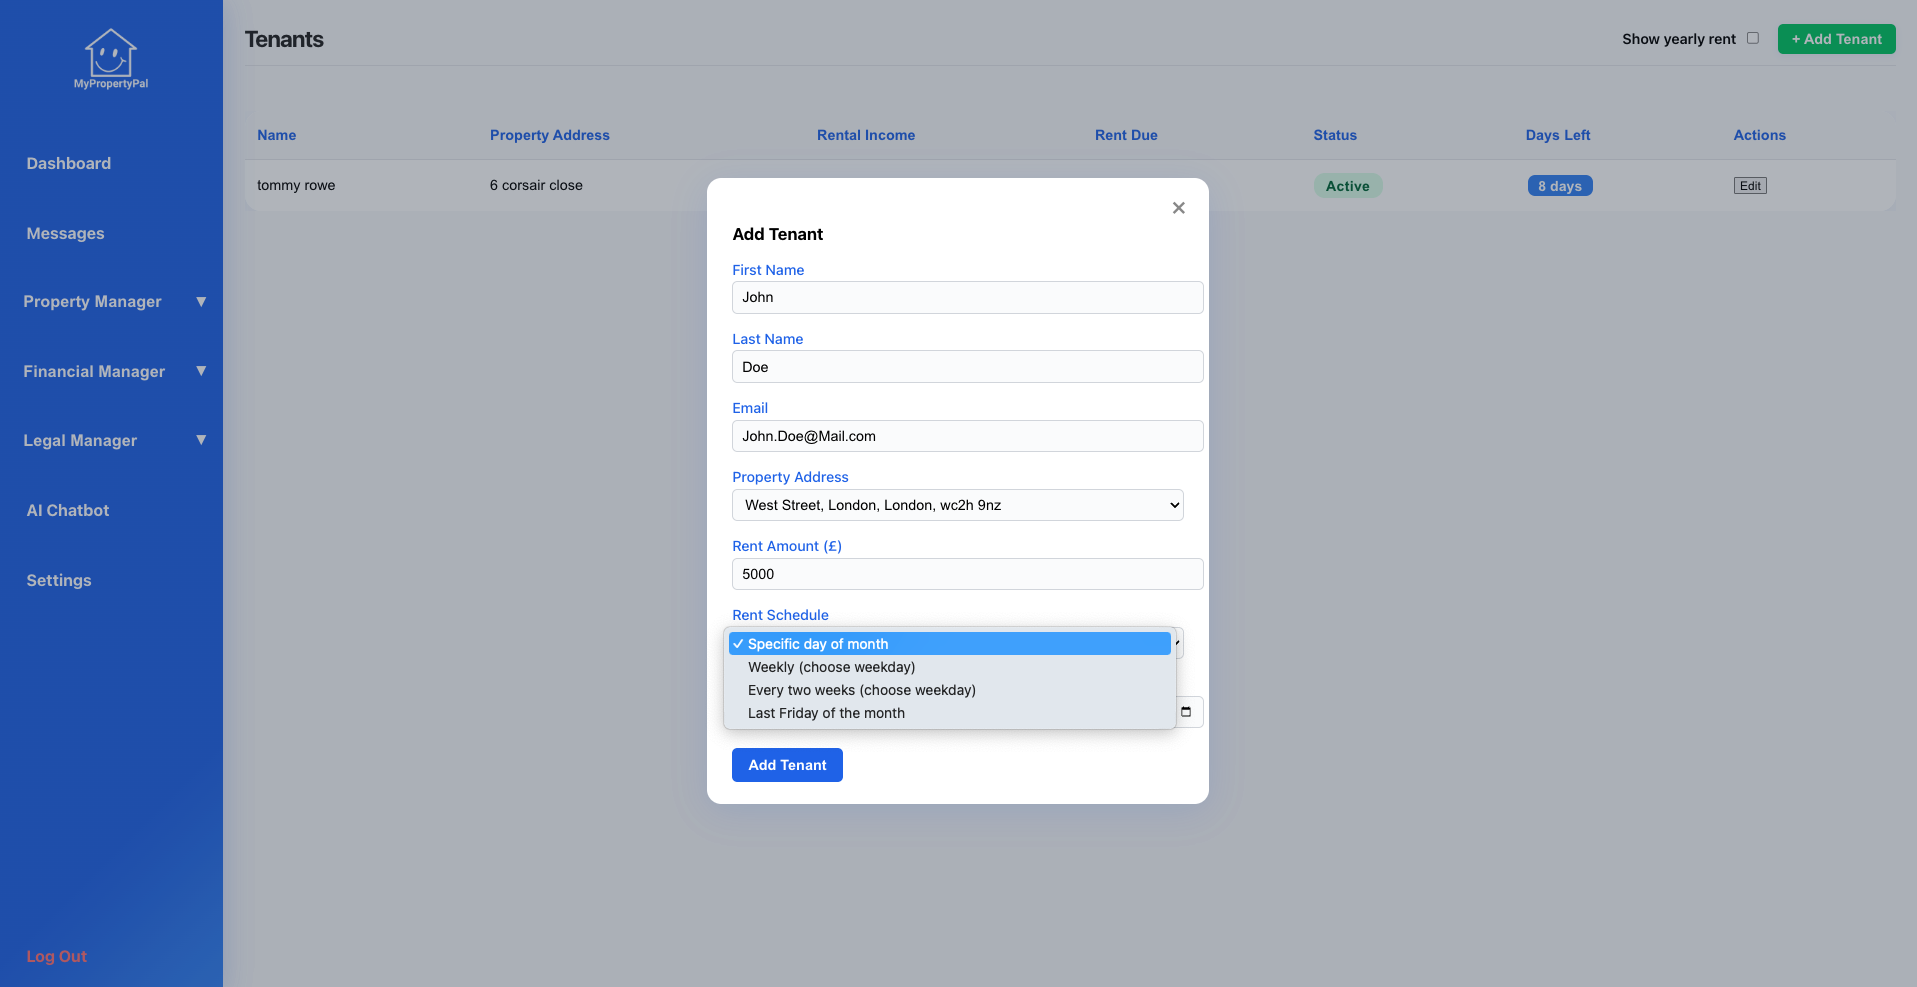 MyPropertyPal
Dashboard
Messages
Property Manager ▼
Financial Manager ▼
Legal Manager ▼
AI Chatbot
Settings
Log Out
Tenants
Show yearly rent
+ Add Tenant
Name Property Address Rental Income Rent Due Status Days Left Actions
tommy rowe 6 corsair close Active 8 days Edit
×
Add Tenant
First Name
John
Last Name
Doe
Email
John.Doe@Mail.com
Property Address
West Street, London, London, wc2h 9nz
Rent Amount (£)
5000
Rent Schedule
✓ Specific day of month
Weekly (choose weekday)
Every two weeks (choose weekday)
Last Friday of the month
Add Tenant